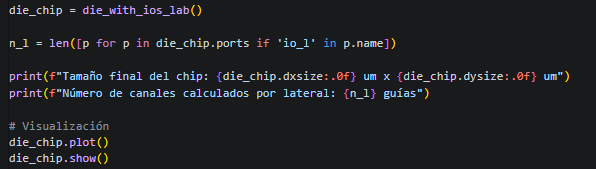 die_chip = die_with_ios_lab()
n_l = len([p for p in die_chip.ports if 'io_l' in p.name])
print(f"Tamaño final del chip: {die_chip.dxsize:.0f} um x {die_chip.dysize:.0f} um")
print(f"Número de canales calculados por lateral: {n_l} guías")
# Visualización
die_chip.plot()
die_chip.show()